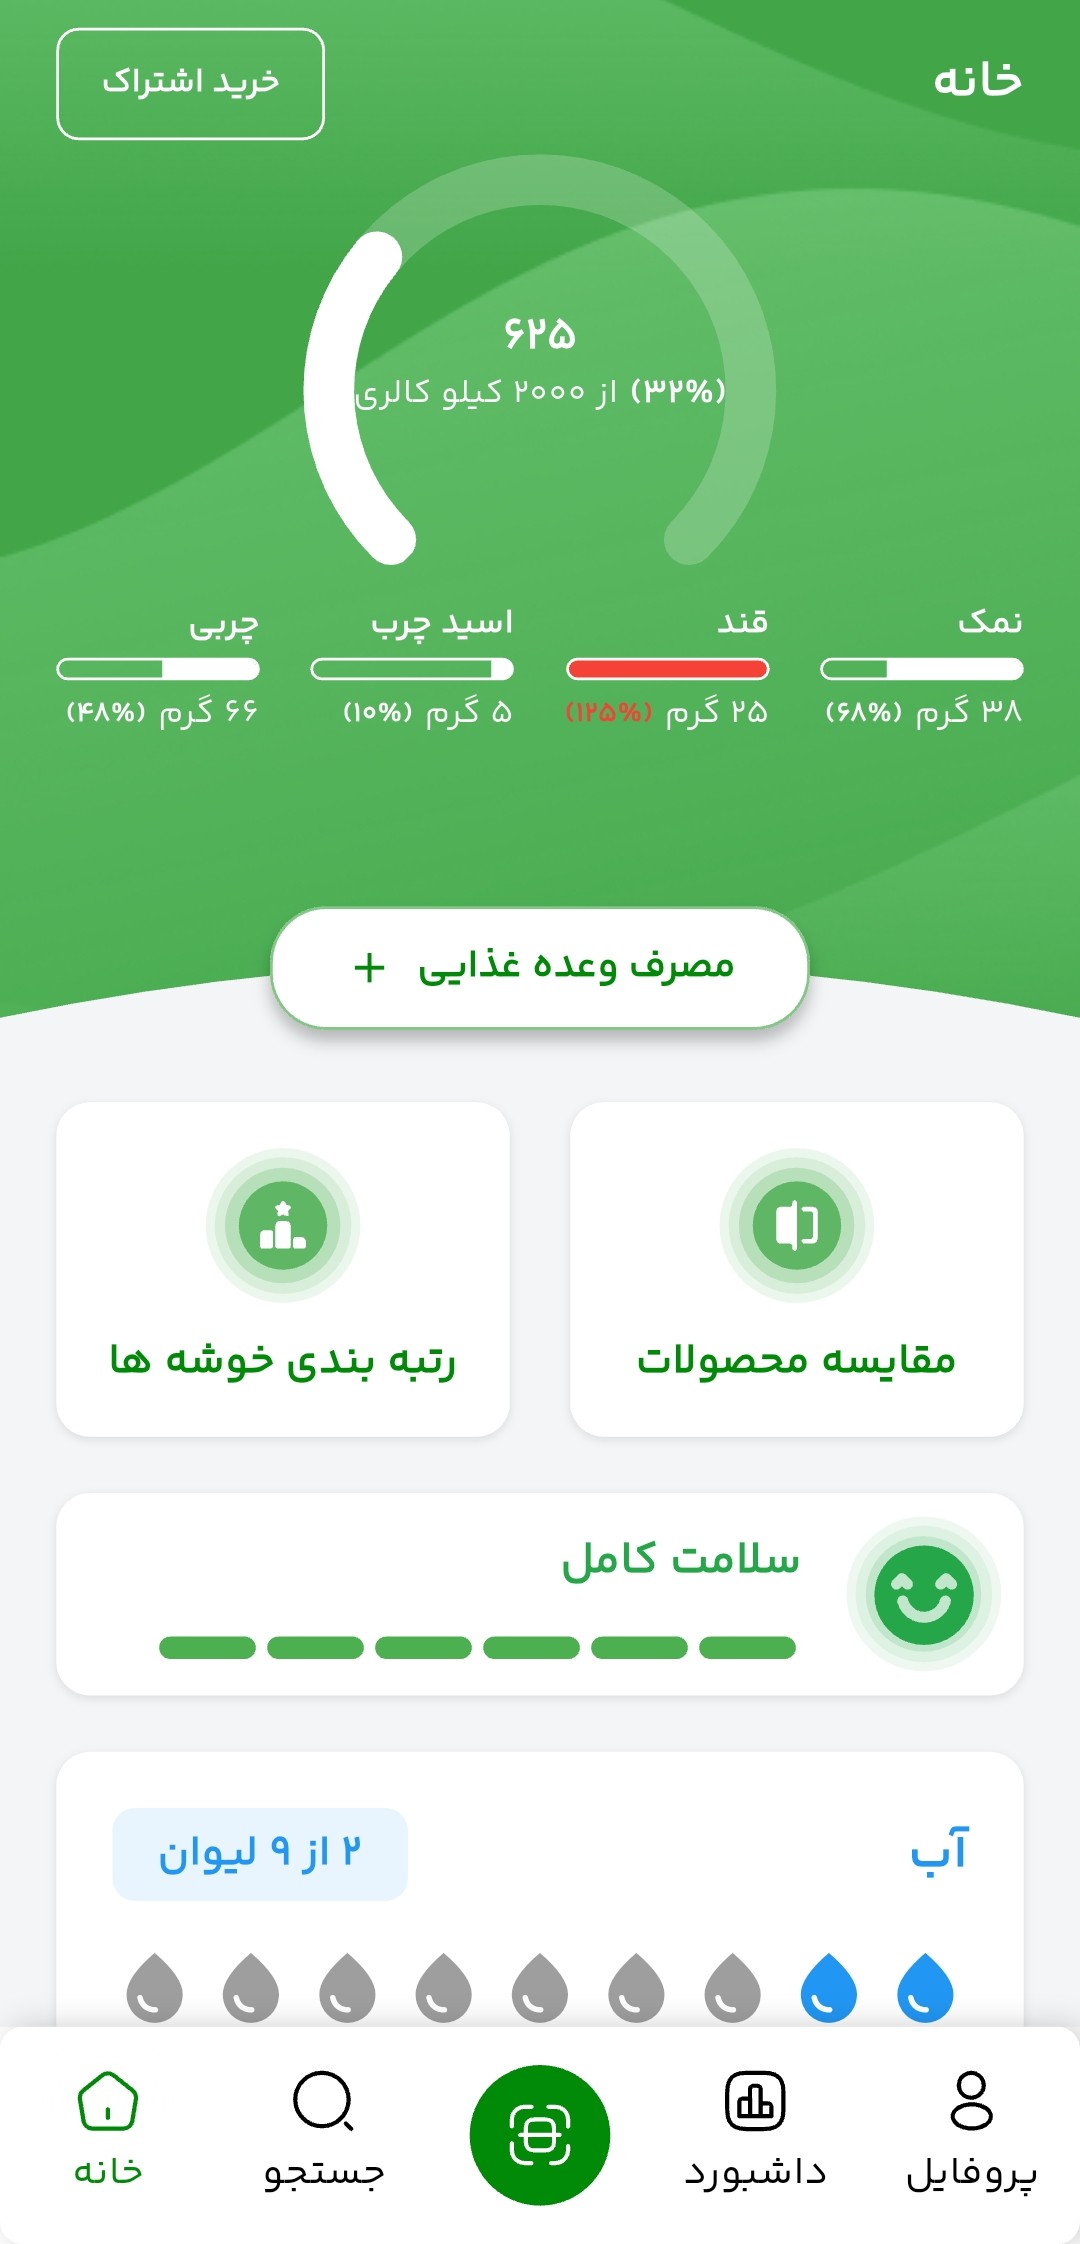 خانه
خرید اشتراک
۶۲۵
(۳۲%) از ۲۰۰۰ کیلو کالری
نمک
قند
اسید چرب
چربی
۳۸ گرم (۶۸%)
۲۵ گرم (۱۲۵%)
۵ گرم (۱۰%)
۶۶ گرم (۴۸%)
مصرف وعده غذایی +
مقایسه محصولات
رتبه بندی خوشه ها
سلامت کامل
آب
۲ از ۹ لیوان
پروفایل
داشبورد
جستجو
خانه